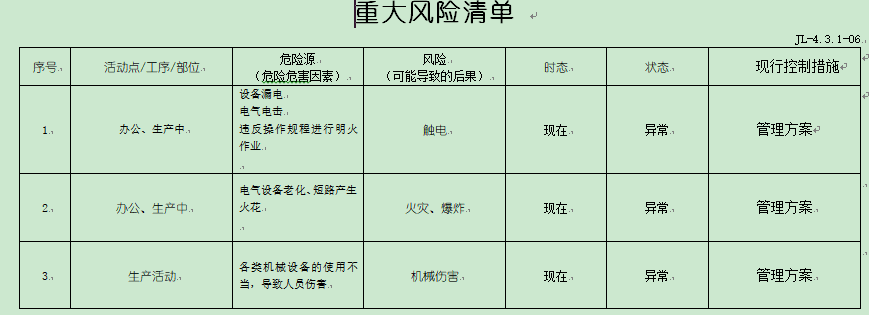 重大风险清单
JL-4.3.1-06
序号 活动点/工序/部位 危险源 风险 时态 状态 现行控制措施
（危险危害因素） （可能导致的后果）
1. 办公、生产中 设备漏电 触电 现在 异常 管理方案
电气电击
违反操作规程进行明火
作业
2. 办公、生产中 电气设备老化、短路产生 火灾、爆炸 现在 异常 管理方案
火花
3. 生产活动 各类机械设备的使用不 机械伤害 现在 异常 管理方案
当，导致人员伤害